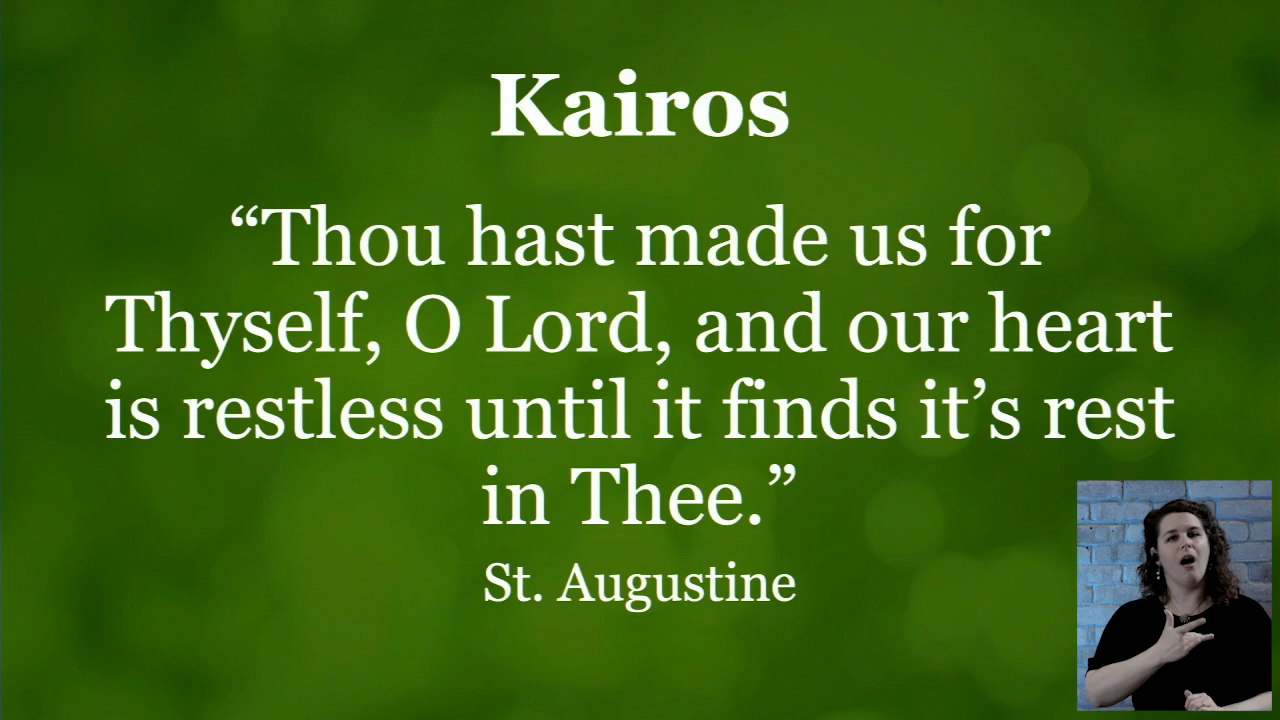 Kairos
“Thou hast made us for
Thyself, O Lord, and our heart
is restless until it finds it’s rest
in Thee.”
St. Augustine